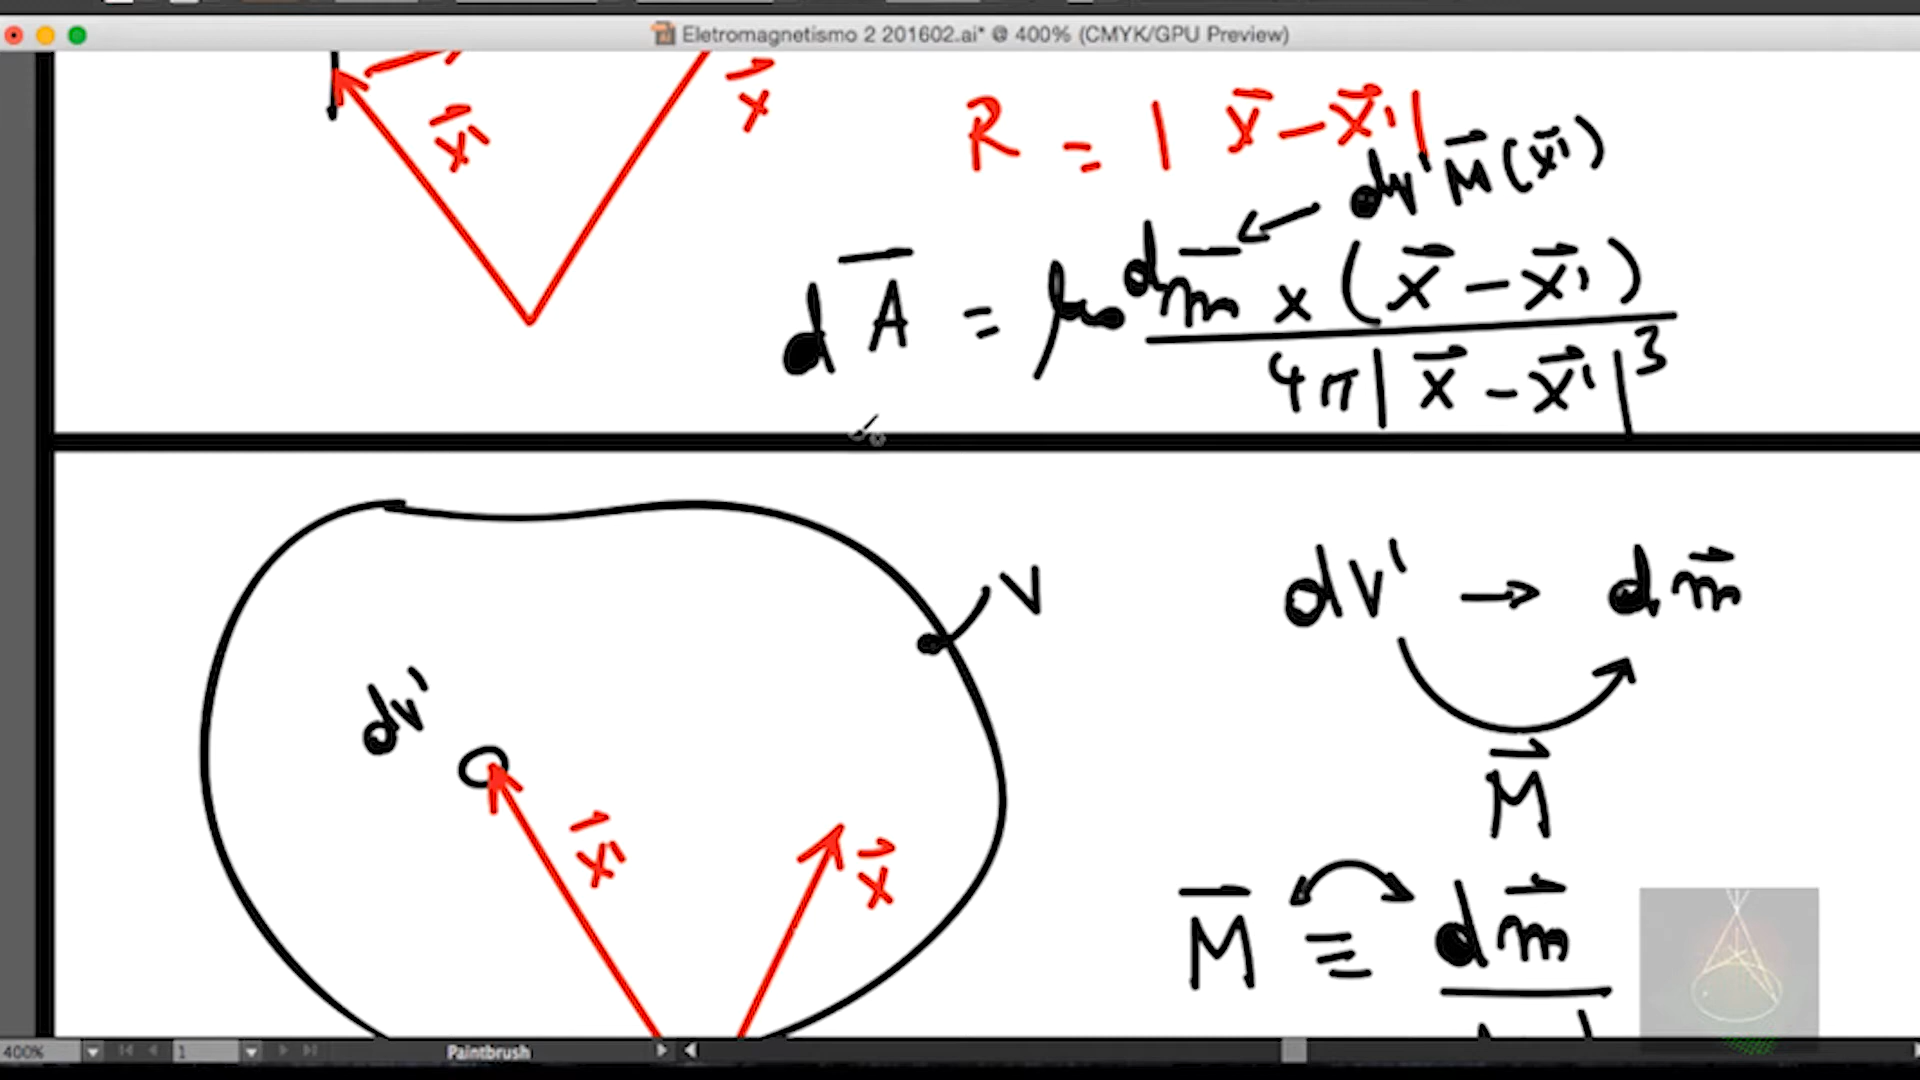 Eletromagnetismo 2 201602.ai* @ 400% (CMYK/GPU Preview)
x⃗'
x⃗
R = | x⃗ − x⃗' |
dv' M⃗(x⃗')
dA⃗ = μ₀ dm⃗ × (x⃗ − x⃗')
4π| x⃗ − x⃗' |³
V
dV' → dm⃗
dv'
M⃗
x⃗'
x⃗
M⃗ ≡ dm⃗
400%
1
Paintbrush